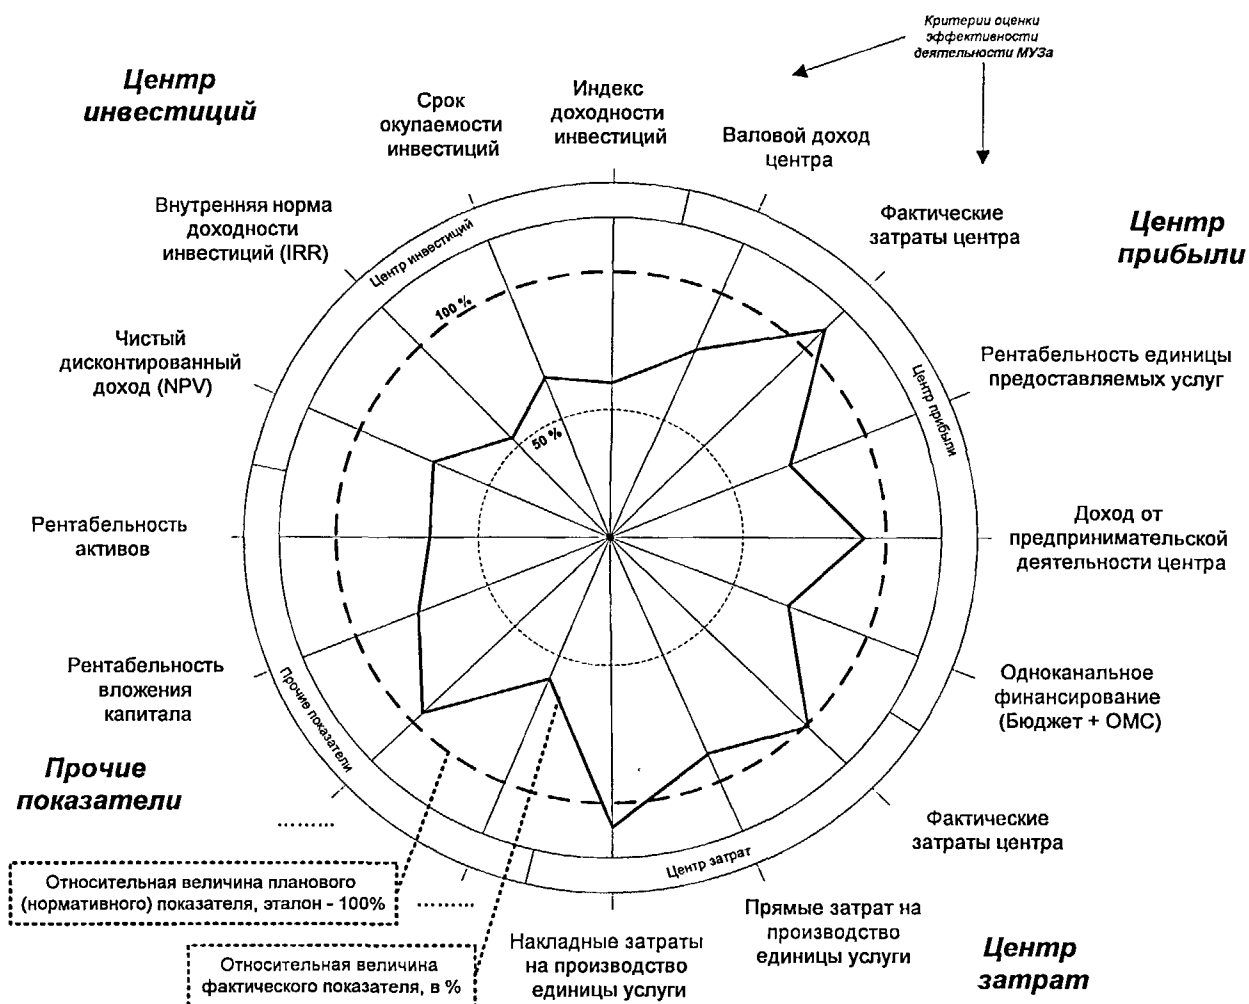 Критерии оценки
эффективности
деятельности МУЗа
Центр
инвестиций
Срок
окупаемости
инвестиций
Индекс
доходности
инвестиций
Валовой доход
центра
Внутренняя норма
доходности
инвестиций (IRR)
Фактические
затраты центра
Центр
прибыли
Центр инвестиций
100 %
Чистый
дисконтированный
доход (NPV)
Рентабельность единицы
предоставляемых услуг
Центр прибыли
50 %
Рентабельность
активов
Доход от
предпринимательской
деятельности центра
Рентабельность
вложения
капитала
Одноканальное
финансирование
(Бюджет + ОМС)
Прочие показатели
Прочие
показатели
..........
Фактические
затраты центра
Центр затрат
Относительная величина планового
(нормативного) показателя, эталон - 100%
..........
Прямые затрат на
производство
единицы услуги
Накладные затраты
на производство
единицы услуги
Центр
затрат
Относительная величина
фактического показателя, в %